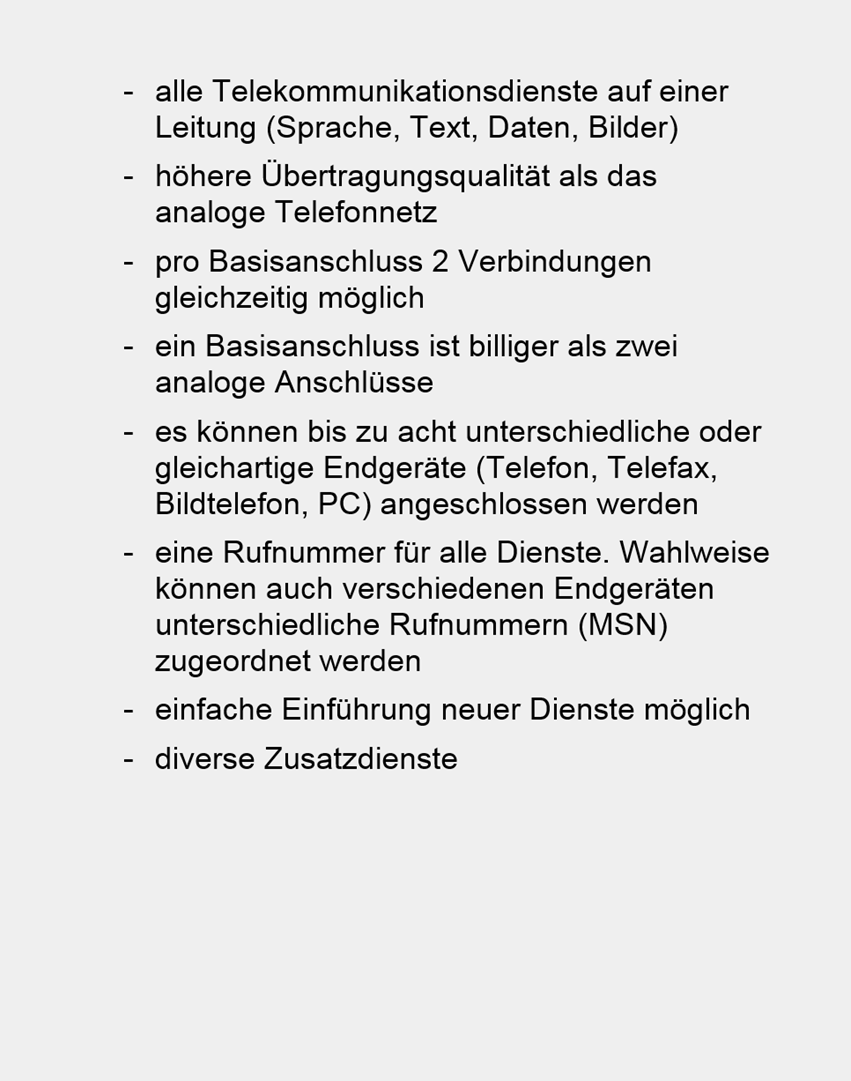 - alle Telekommunikationsdienste auf einer
Leitung (Sprache, Text, Daten, Bilder)
- höhere Übertragungsqualität als das
analoge Telefonnetz
- pro Basisanschluss 2 Verbindungen
gleichzeitig möglich
- ein Basisanschluss ist billiger als zwei
analoge Anschlüsse
- es können bis zu acht unterschiedliche oder
gleichartige Endgeräte (Telefon, Telefax,
Bildtelefon, PC) angeschlossen werden
- eine Rufnummer für alle Dienste. Wahlweise
können auch verschiedenen Endgeräten
unterschiedliche Rufnummern (MSN)
zugeordnet werden
- einfache Einführung neuer Dienste möglich
- diverse Zusatzdienste